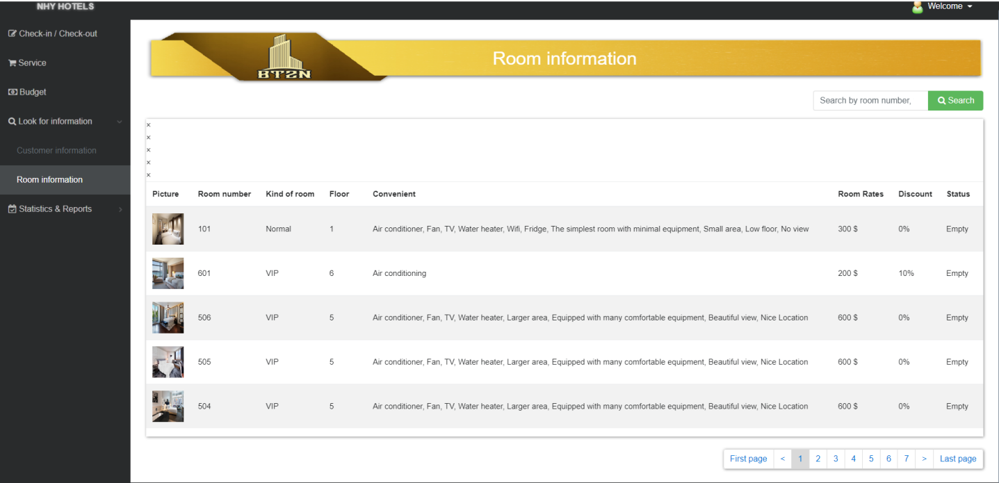 NHY HOTELS
Welcome
Check-in / Check-out
Service
Budget
Look for information
Customer information
Room information
Statistics & Reports
BT2N
Room information
Search by room number,
Search
×
×
×
×
×
Picture Room number Kind of room Floor Convenient Room Rates Discount Status
101 Normal 1 Air conditioner, Fan, TV, Water heater, Wifi, Fridge, The simplest room with minimal equipment, Small area, Low floor, No view 300 $ 0% Empty
601 VIP 6 Air conditioning 200 $ 10% Empty
506 VIP 5 Air conditioner, Fan, TV, Water heater, Larger area, Equipped with many comfortable equipment, Beautiful view, Nice Location 600 $ 0% Empty
505 VIP 5 Air conditioner, Fan, TV, Water heater, Larger area, Equipped with many comfortable equipment, Beautiful view, Nice Location 600 $ 0% Empty
504 VIP 5 Air conditioner, Fan, TV, Water heater, Larger area, Equipped with many comfortable equipment, Beautiful view, Nice Location 600 $ 0% Empty
First page < 1 2 3 4 5 6 7 > Last page